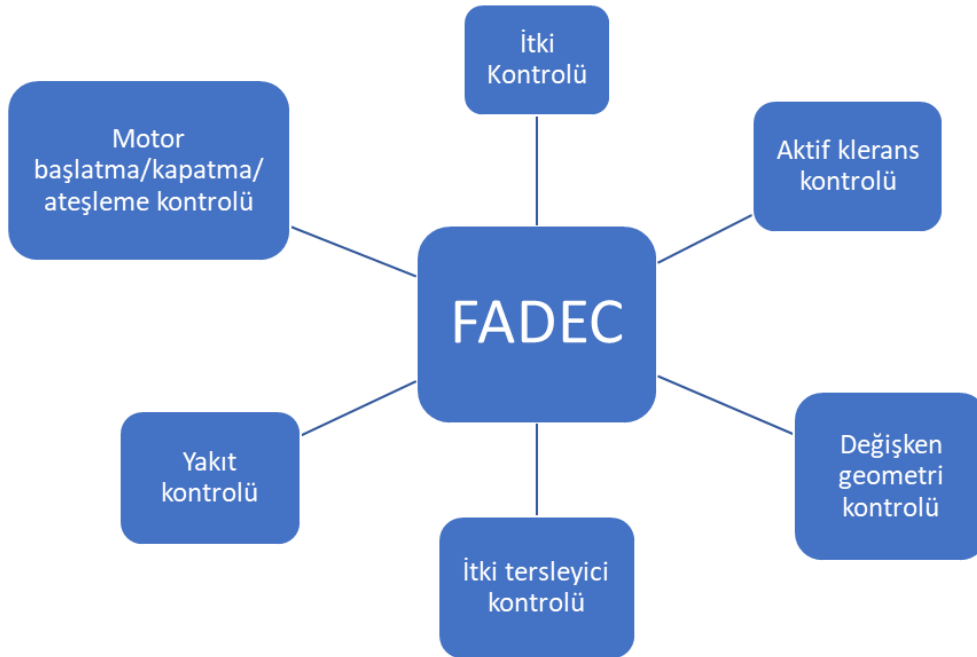 İtki
Kontrolü
Motor
başlatma/kapatma/
ateşleme kontrolü
Aktif klerans
kontrolü
FADEC
Yakıt
kontrolü
Değişken
geometri
kontrolü
İtki tersleyici
kontrolü